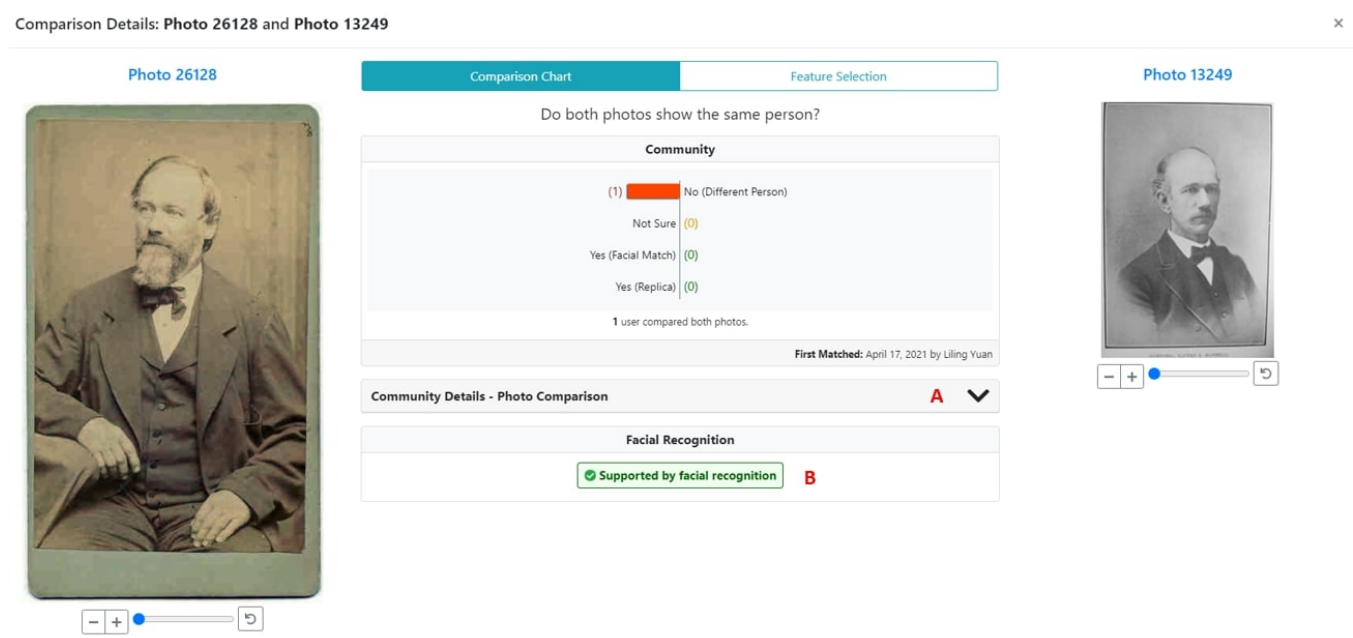 Comparison Details: Photo 26128 and Photo 13249
×
Photo 26128
Comparison Chart
Feature Selection
Photo 13249
Do both photos show the same person?
Community
(1) No (Different Person)
Not Sure (0)
Yes (Facial Match) (0)
Yes (Replica) (0)
1 user compared both photos.
First Matched: April 17, 2021 by Liling Yuan
Community Details - Photo Comparison A
Facial Recognition
Supported by facial recognition B